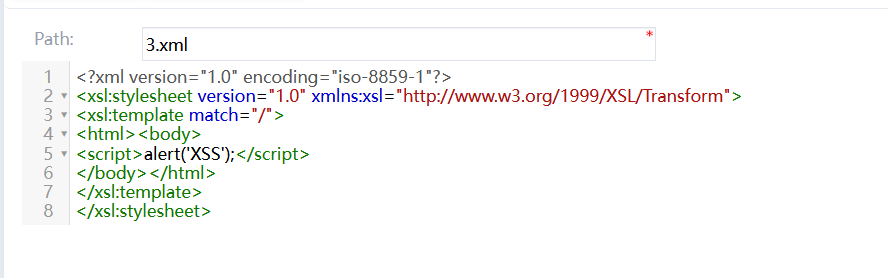 Path:
3.xml
*
1 <?xml version="1.0" encoding="iso-8859-1"?>
2 <xsl:stylesheet version="1.0" xmlns:xsl="http://www.w3.org/1999/XSL/Transform">
3 <xsl:template match="/">
4 <html><body>
5 <script>alert('XSS');</script>
6 </body></html>
7 </xsl:template>
8 </xsl:stylesheet>